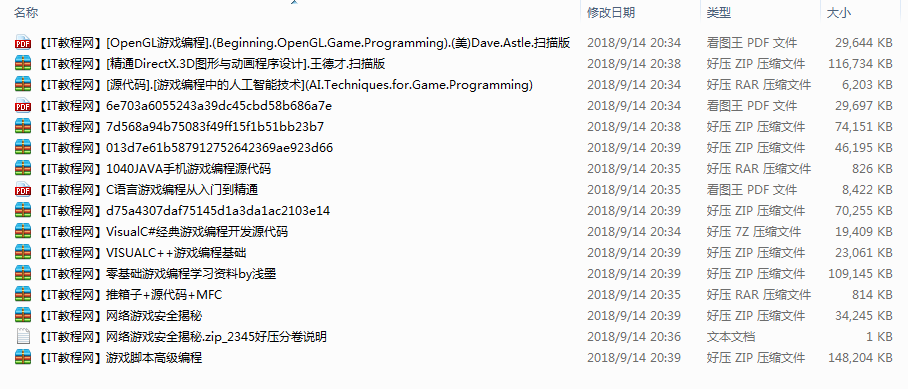 名称 修改日期 类型 大小
【IT教程网】[OpenGL游戏编程].(Beginning.OpenGL.Game.Programming).(美)Dave.Astle.扫描版 2018/9/14 20:34 看图王 PDF 文件 29,644 KB
【IT教程网】[精通DirectX.3D图形与动画程序设计].王德才.扫描版 2018/9/14 20:38 好压 ZIP 压缩文件 116,734 KB
【IT教程网】[源代码].[游戏编程中的人工智能技术](AI.Techniques.for.Game.Programming) 2018/9/14 20:34 好压 RAR 压缩文件 6,203 KB
【IT教程网】6e703a6055243a39dc45cbd58b686a7e 2018/9/14 20:34 看图王 PDF 文件 29,697 KB
【IT教程网】7d568a94b75083f49ff15f1b51bb23b7 2018/9/14 20:38 好压 ZIP 压缩文件 74,151 KB
【IT教程网】013d7e61b587912752642369ae923d66 2018/9/14 20:39 好压 ZIP 压缩文件 46,195 KB
【IT教程网】1040JAVA手机游戏编程源代码 2018/9/14 20:35 好压 RAR 压缩文件 826 KB
【IT教程网】C语言游戏编程从入门到精通 2018/9/14 20:35 看图王 PDF 文件 8,422 KB
【IT教程网】d75a4307daf75145d1a3da1ac2103e14 2018/9/14 20:39 好压 ZIP 压缩文件 70,255 KB
【IT教程网】VisualC#经典游戏编程开发源代码 2018/9/14 20:34 好压 7Z 压缩文件 19,409 KB
【IT教程网】VISUALC++游戏编程基础 2018/9/14 20:39 好压 ZIP 压缩文件 23,061 KB
【IT教程网】零基础游戏编程学习资料by浅墨 2018/9/14 20:39 好压 ZIP 压缩文件 109,145 KB
【IT教程网】推箱子+源代码+MFC 2018/9/14 20:35 好压 RAR 压缩文件 814 KB
【IT教程网】网络游戏安全揭秘 2018/9/14 20:39 好压 ZIP 压缩文件 34,245 KB
【IT教程网】网络游戏安全揭秘.zip_2345好压分卷说明 2018/9/14 20:36 文本文档 1 KB
【IT教程网】游戏脚本高级编程 2018/9/14 20:39 好压 ZIP 压缩文件 148,204 KB